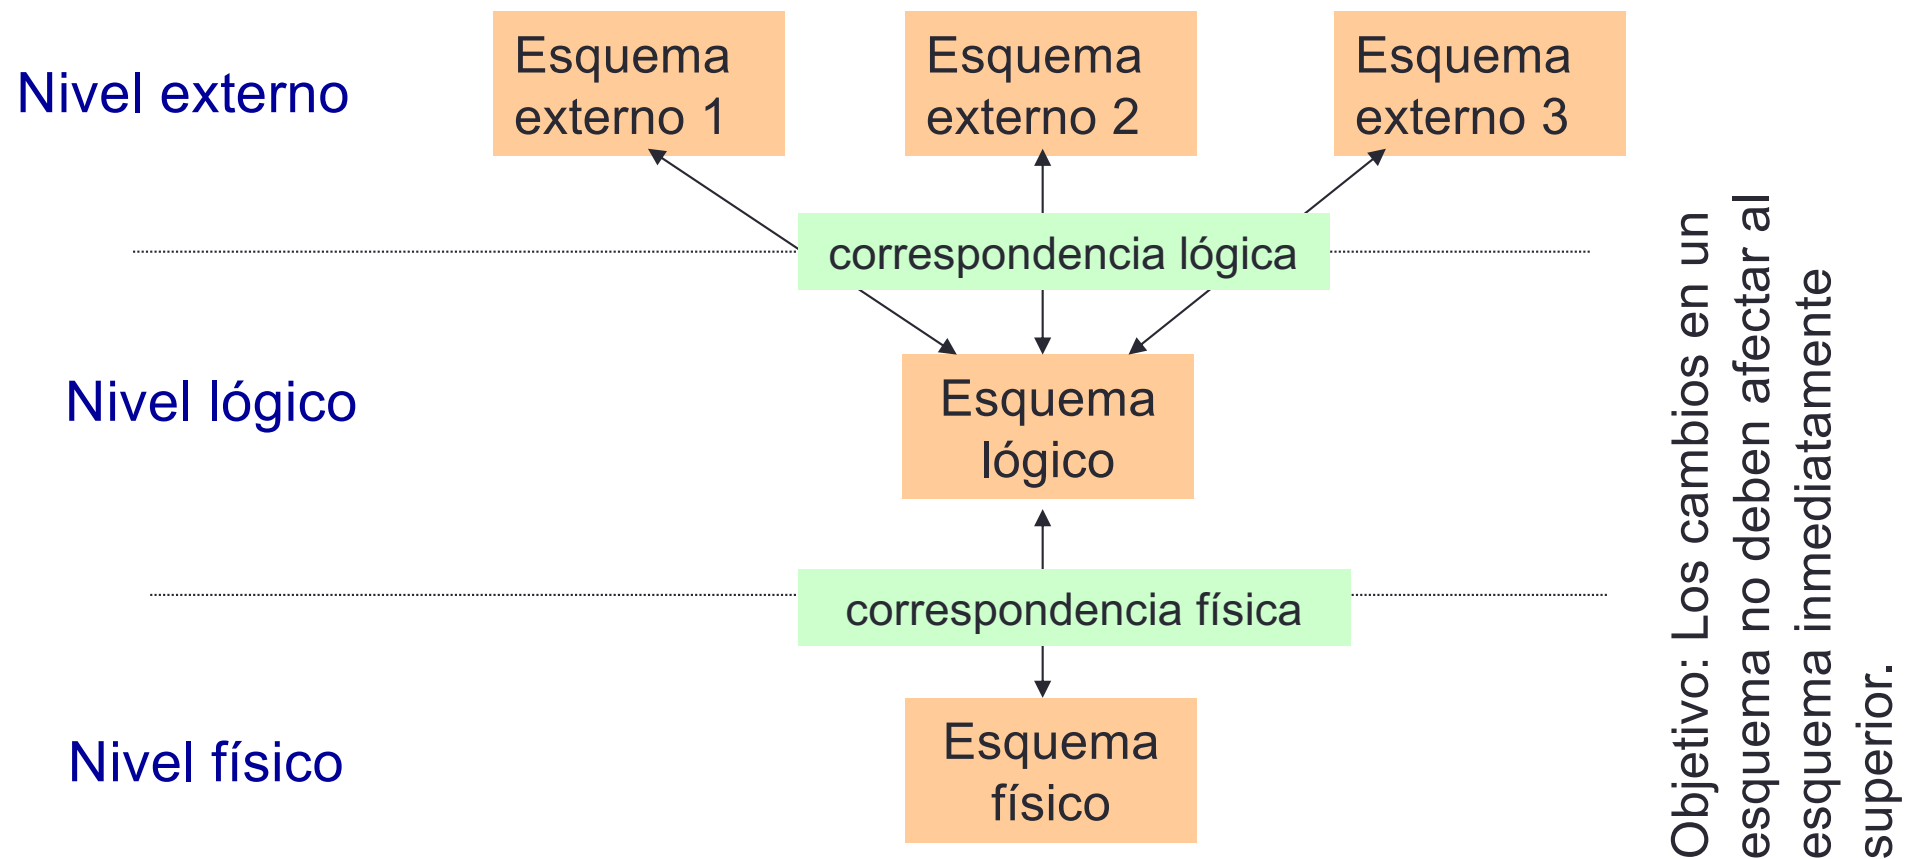 Nivel externo
Esquema
externo 1
Esquema
externo 2
Esquema
externo 3
correspondencia lógica
Nivel lógico
Esquema
lógico
correspondencia física
Nivel físico
Esquema
físico
Objetivo: Los cambios en un
esquema no deben afectar al
esquema inmediatamente
superior.